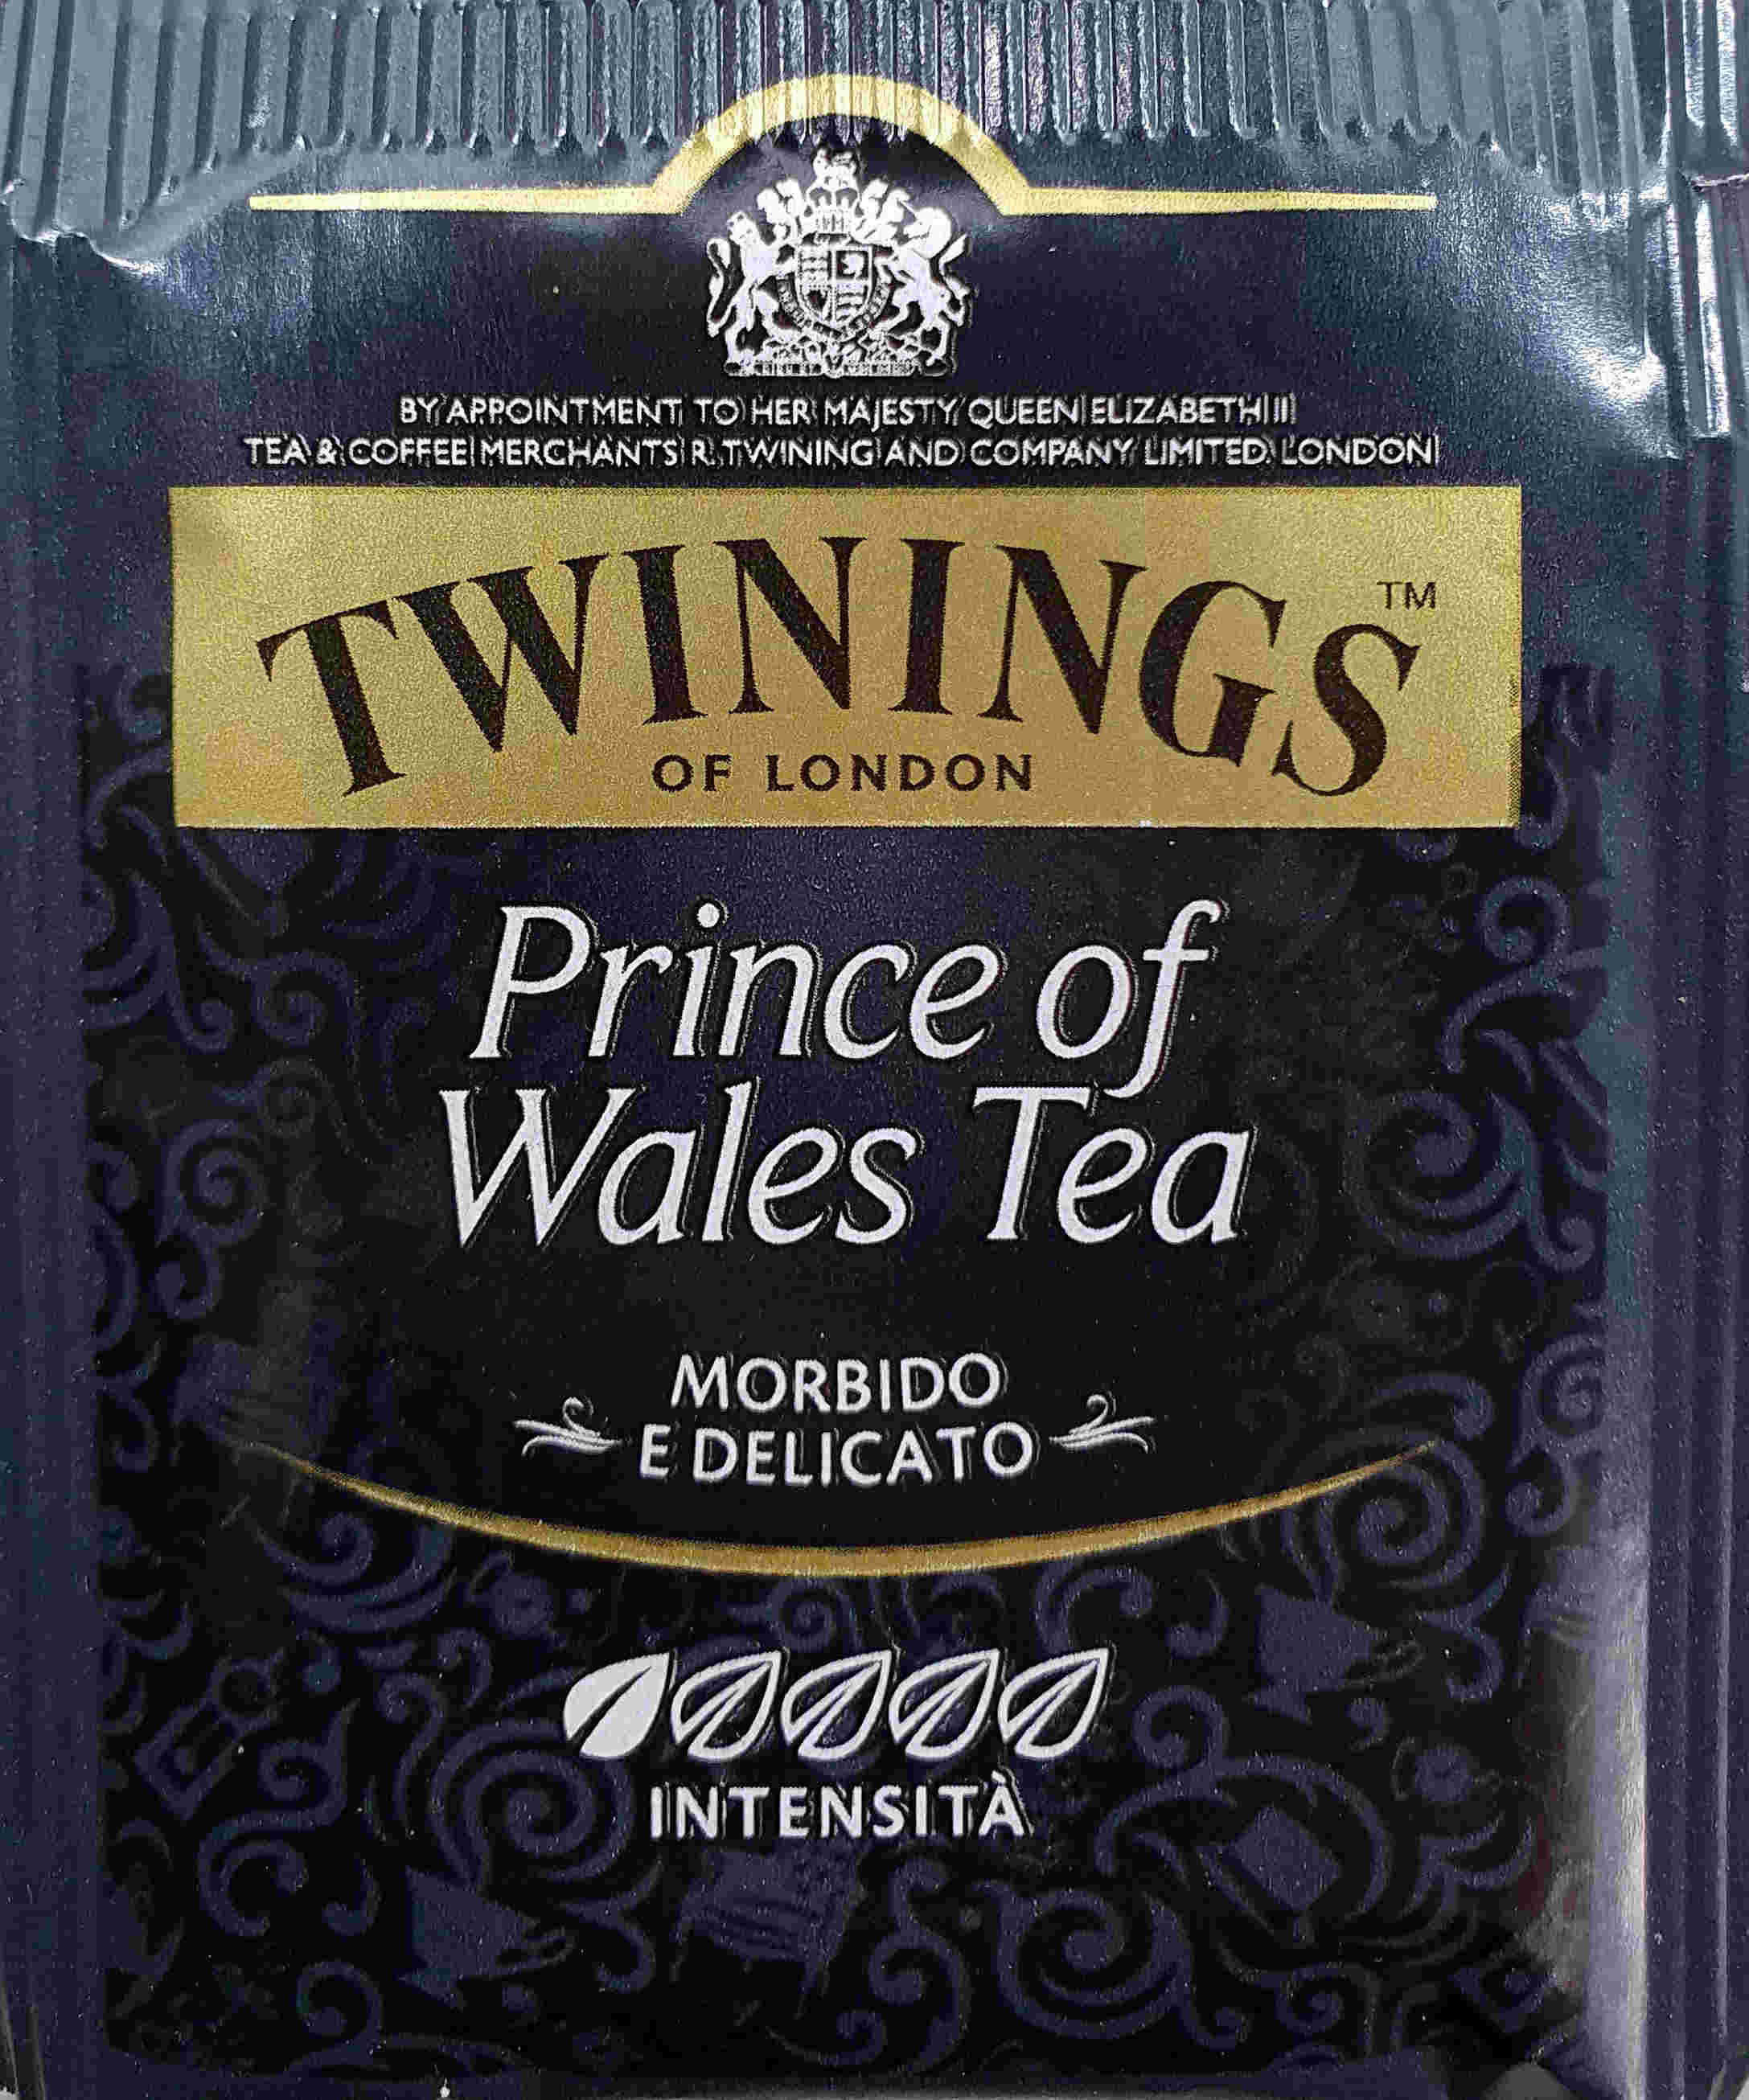 BY APPOINTMENT TO HER MAJESTY QUEEN ELIZABETH II
TEA & COFFEE MERCHANTS R. TWINING AND COMPANY LIMITED, LONDON
TWININGS™
OF LONDON
Prince of
Wales Tea
MORBIDO
E DELICATO
INTENSITÀ